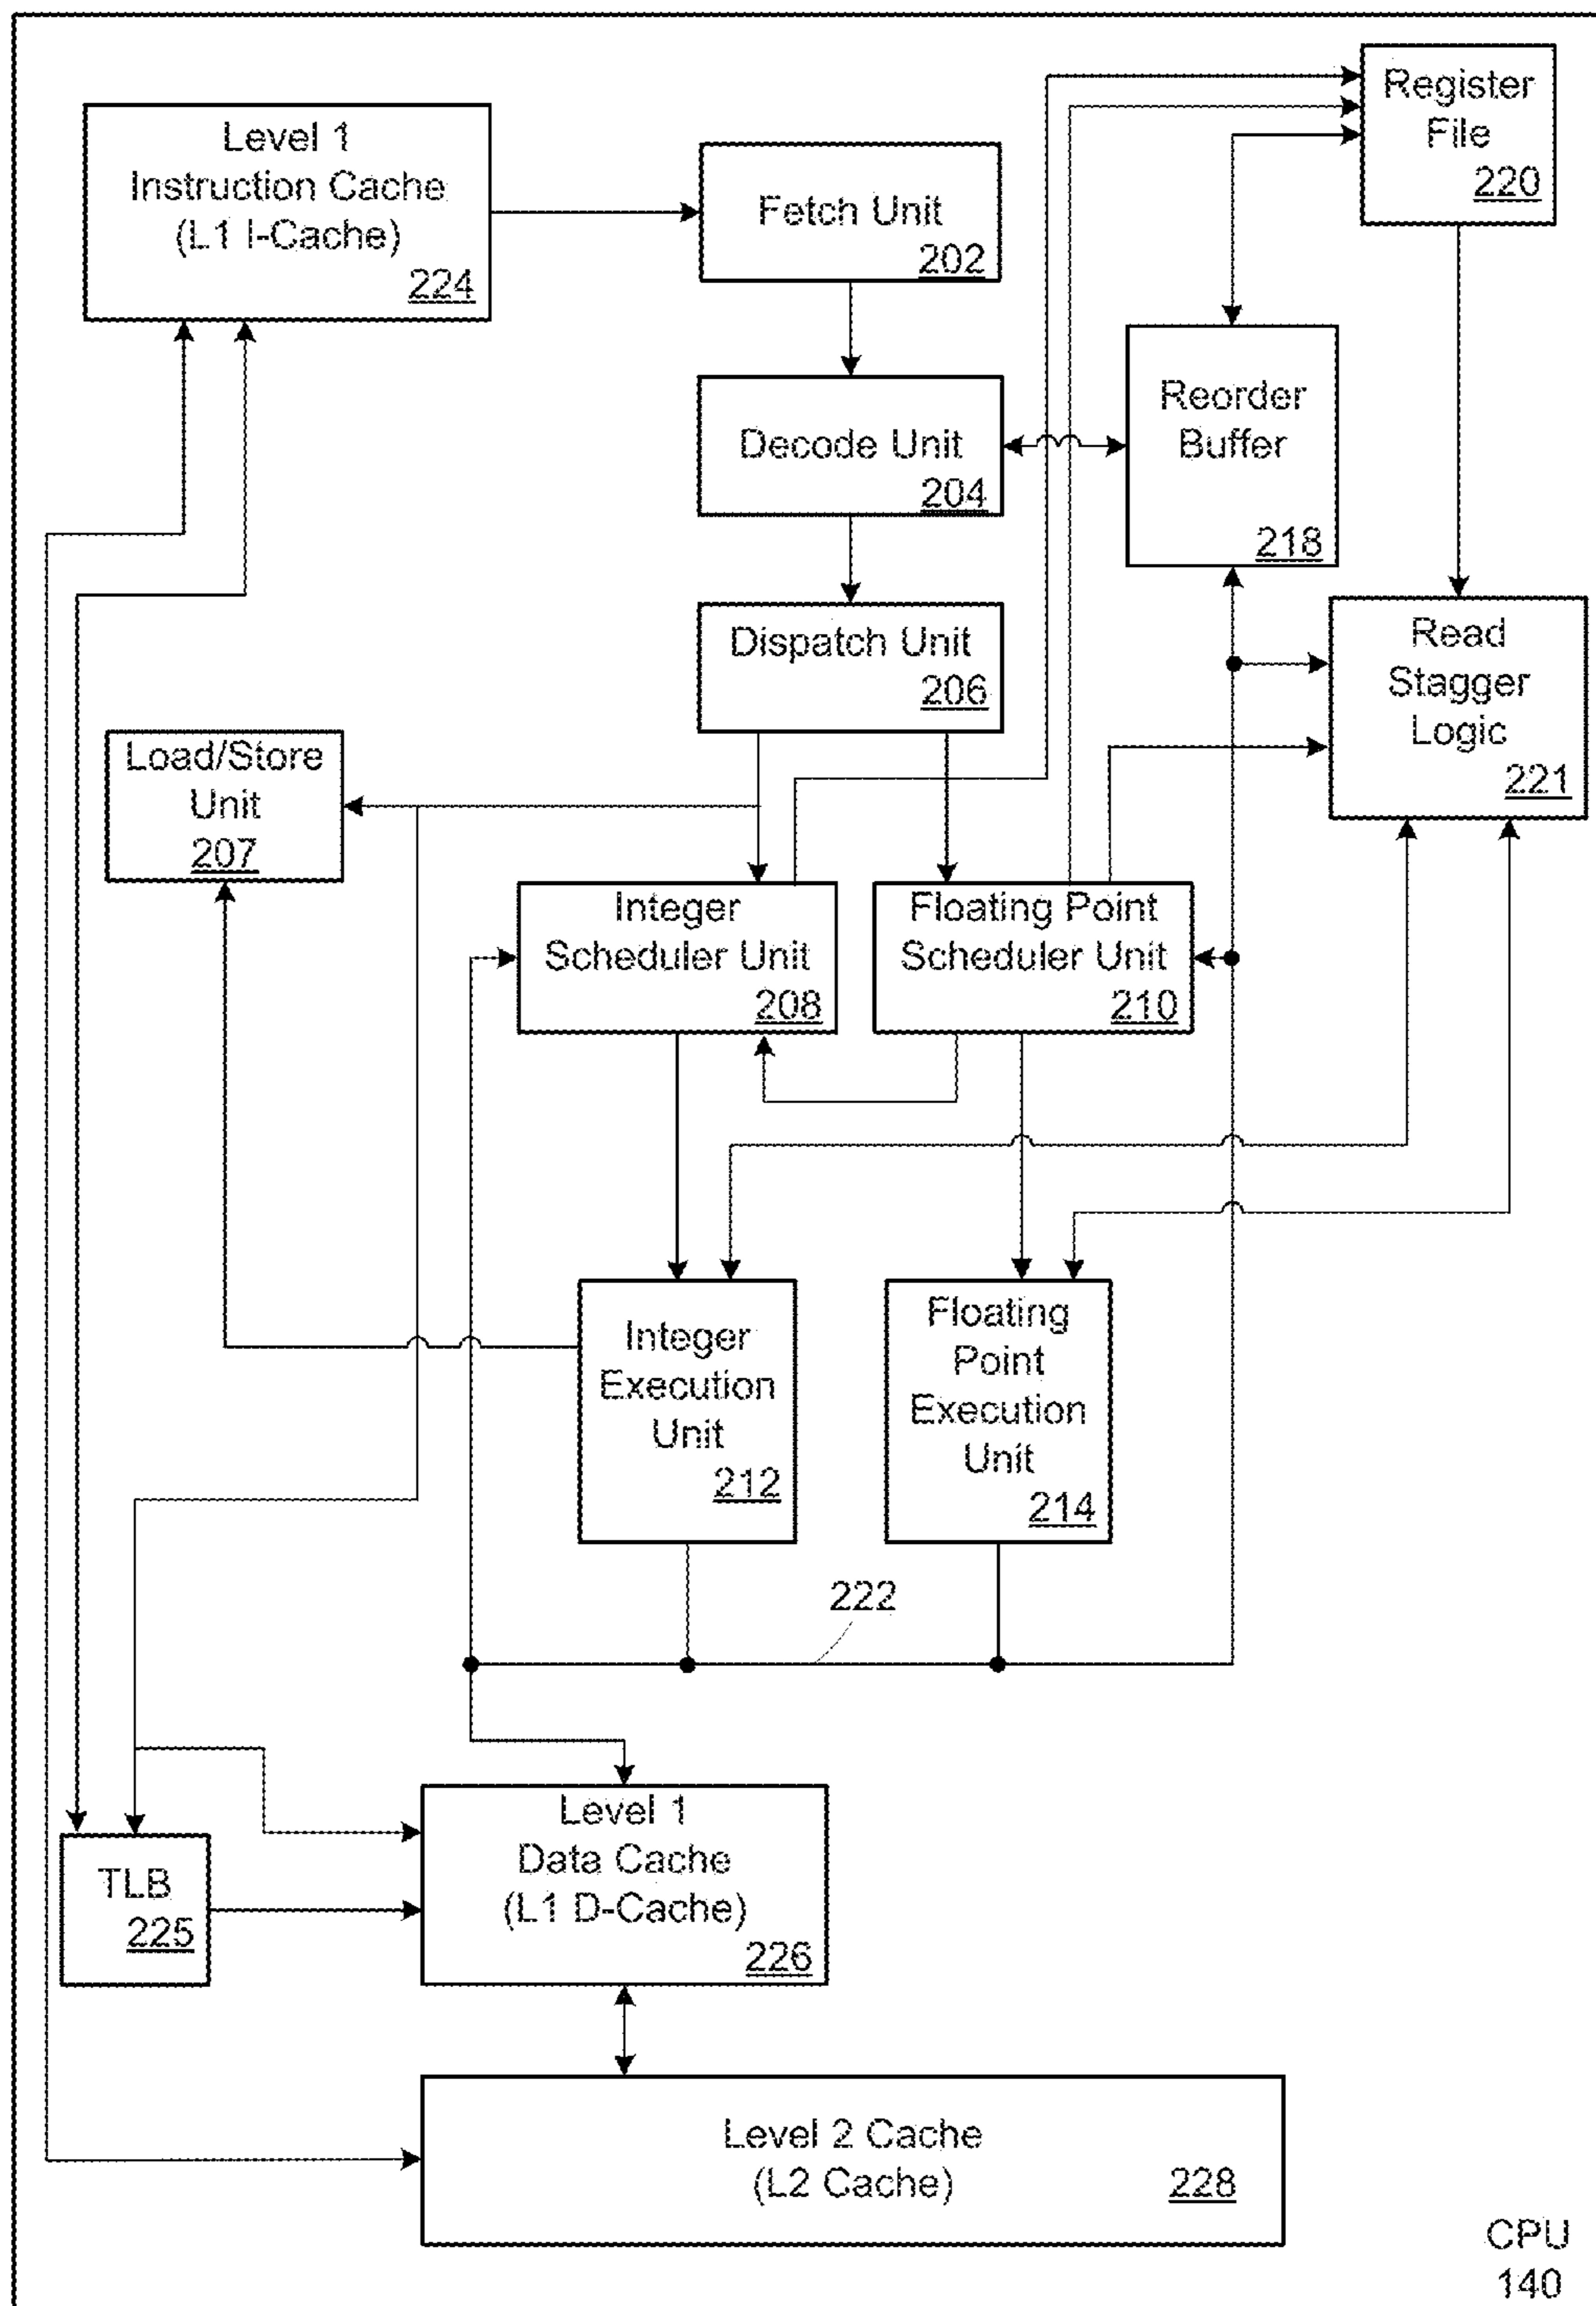 Level 1
Instruction Cache
(L1 I-Cache)
224
Fetch Unit
202
Register
File
220
Decode Unit
204
Reorder
Buffer
218
Dispatch Unit
206
Read
Stagger
Logic
221
Load/Store
Unit
207
Integer
Scheduler Unit
208
Floating Point
Scheduler Unit
210
Integer
Execution
Unit
212
Floating
Point
Execution
Unit
214
222
Level 1
Data Cache
(L1 D-Cache)
226
TLB
225
Level 2 Cache
(L2 Cache)
228
CPU
140